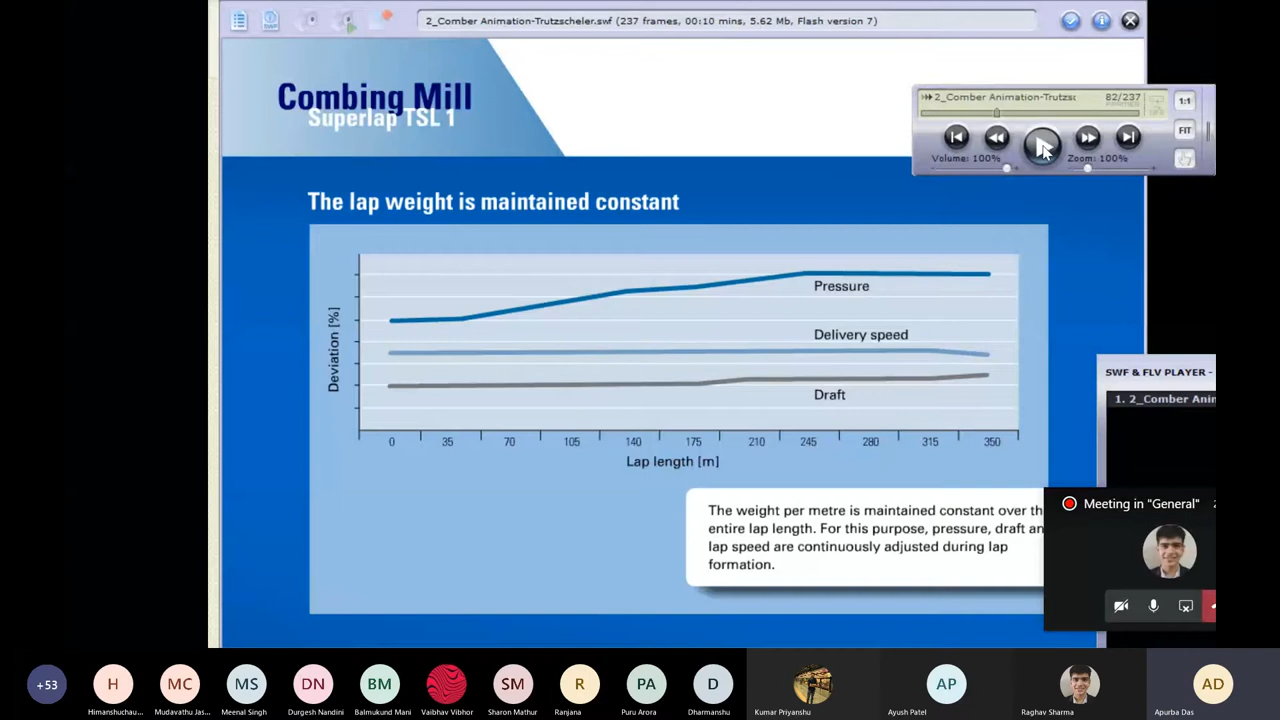 2_Comber Animation-Trutzscheler.swf (237 frames, 00:10 mins, 5.62 Mb, Flash version 7)
Combing Mill
Superlap TSL 1
2_Comber Animation-Trutzsc
82/237
1:1
FIT
Volume: 100%
Zoom: 100%
The lap weight is maintained constant
Deviation [%]
Pressure
Delivery speed
Draft
0 35 70 105 140 175 210 245 280 315 350
Lap length [m]
SWF & FLV PLAYER -
1. 2_Comber Anin
The weight per metre is maintained constant over th
entire lap length. For this purpose, pressure, draft an
lap speed are continuously adjusted during lap
formation.
Meeting in "General"
+53
H
MC
MS
DN
BM
SM
R
PA
D
AP
AD
Himanshuchau...
Mudavathu Jas...
Meenal Singh
Durgesh Nandini
Balmukund Mani
Vaibhav Vibhor
Sharon Mathur
Ranjana
Puru Arora
Dharmanshu
Kumar Priyanshu
Ayush Patel
Raghav Sharma
Apurba Das